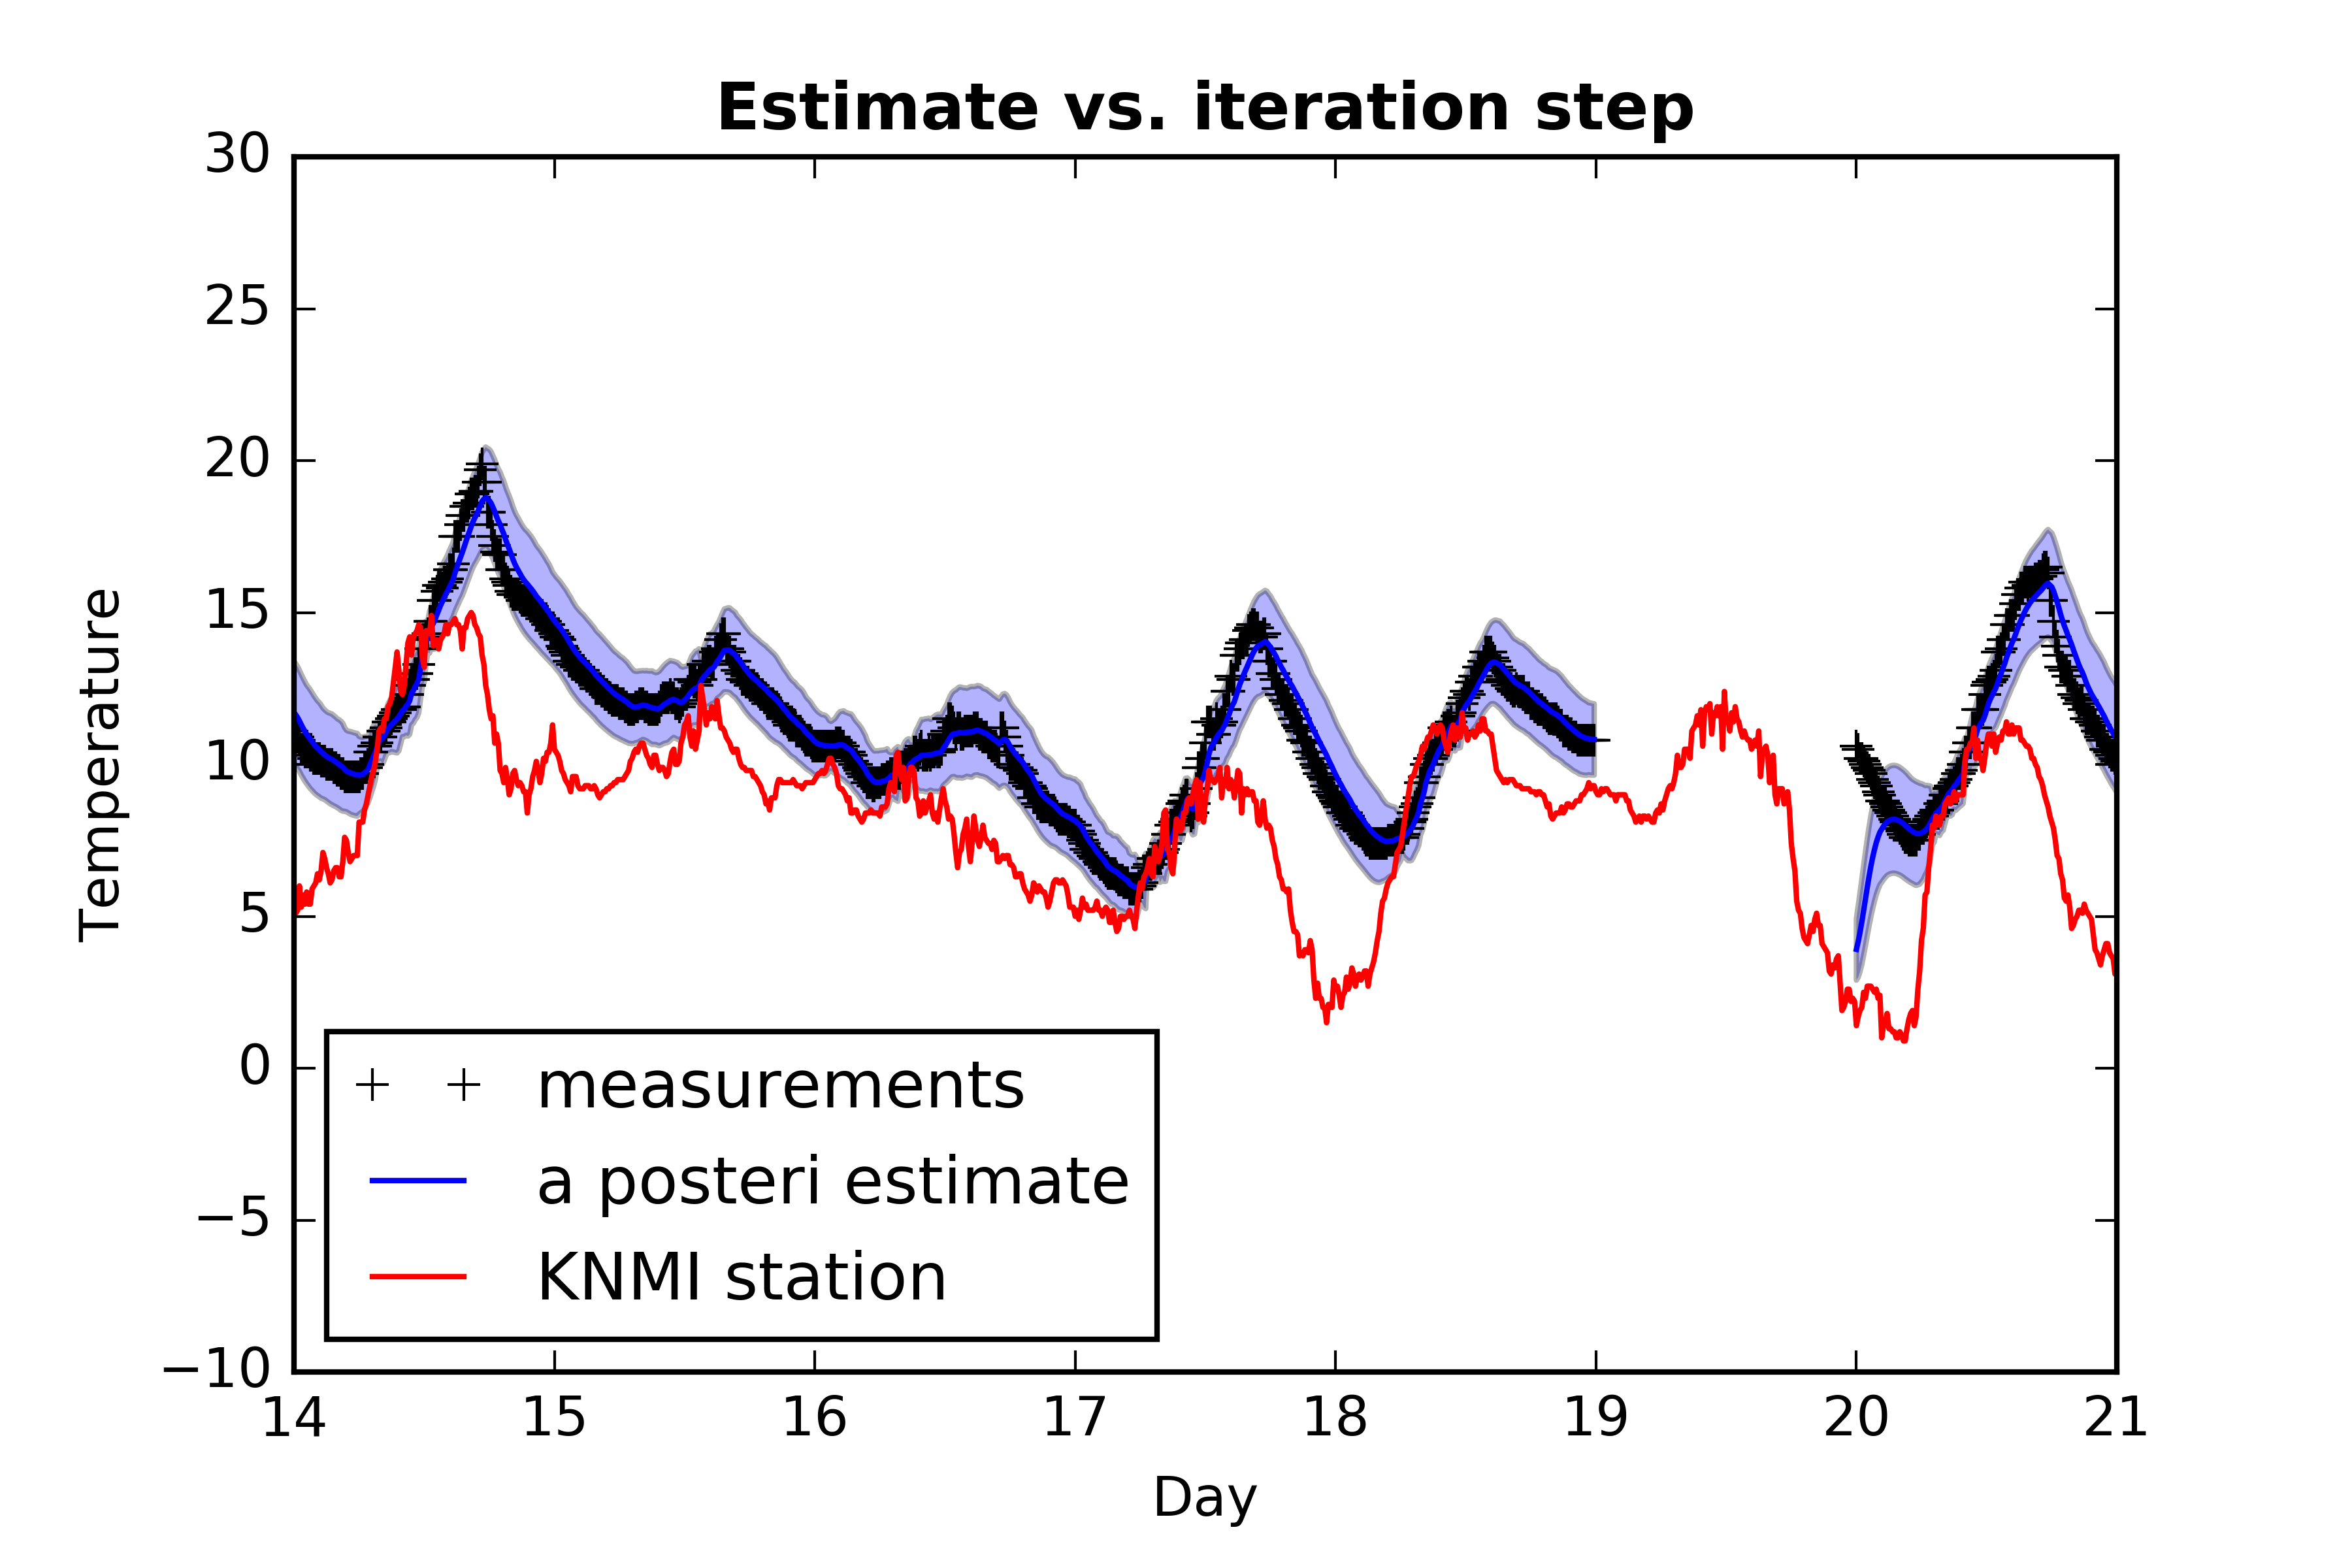 Estimate vs. iteration step
30
25
20
15
10
5
0
−5
−10
Temperature
measurements
a posteri estimate
KNMI station
14 15 16 17 18 19 20 21
Day